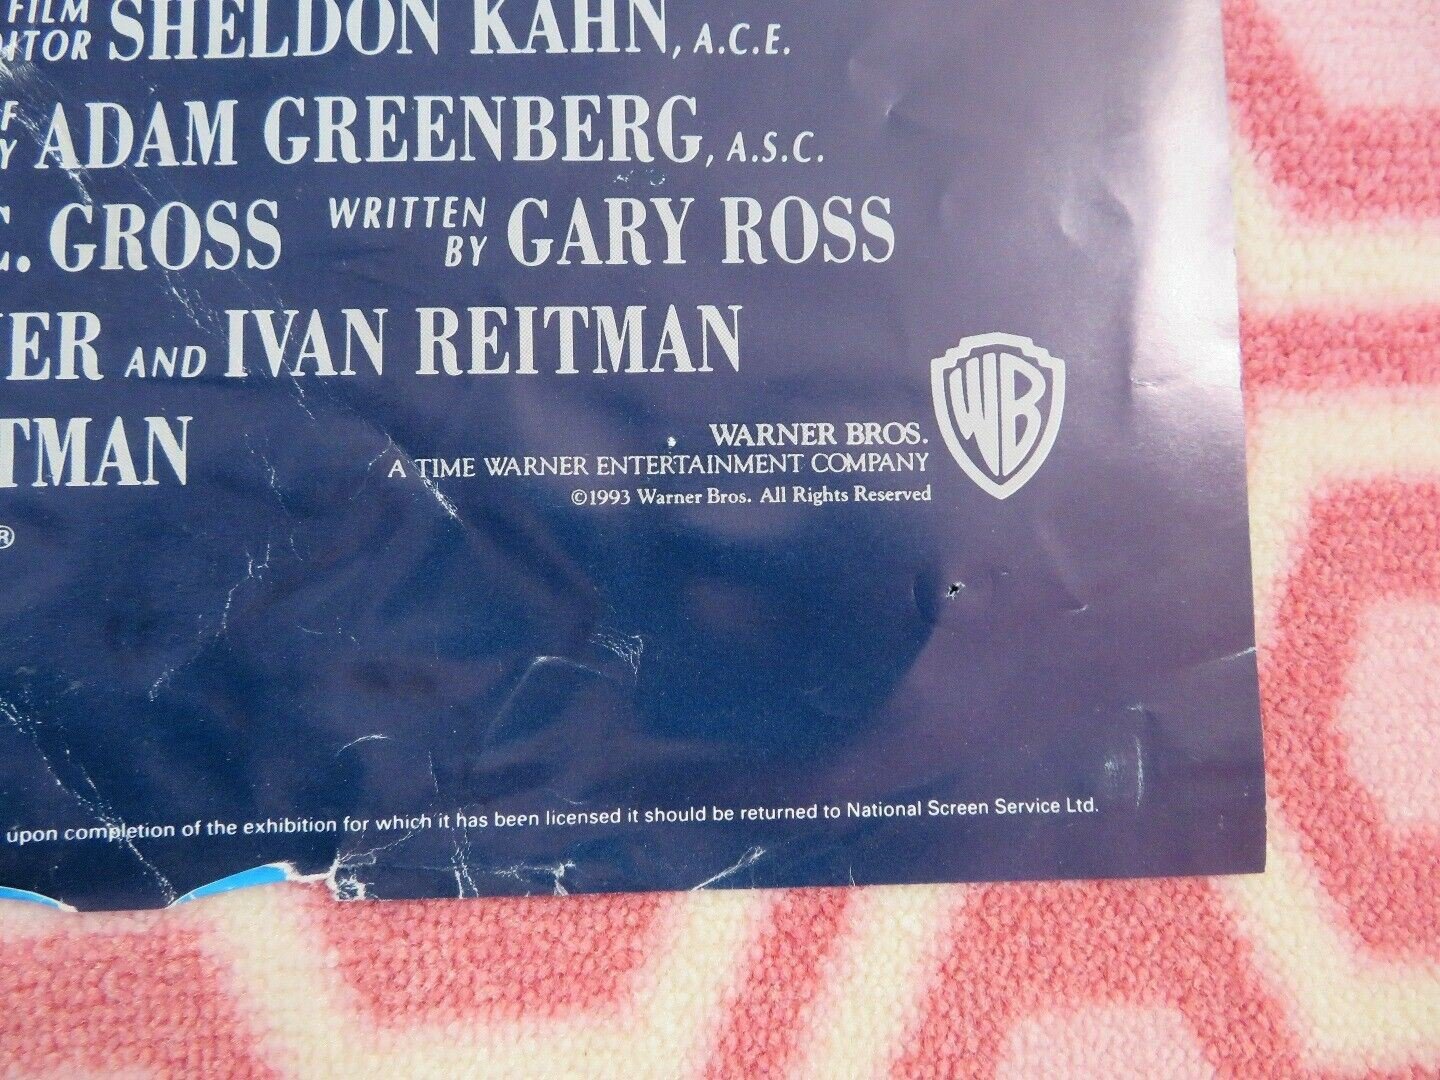 FILM
SHELDON KAHN, A.C.E.
ADAM GREENBERG, A.S.C.
C. GROSS WRITTEN BY GARY ROSS
ER AND IVAN REITMAN
TMAN
WARNER BROS.
A TIME WARNER ENTERTAINMENT COMPANY
©1993 Warner Bros. All Rights Reserved
WB
®
upon completion of the exhibition for which it has been licensed it should be returned to National Screen Service Ltd.